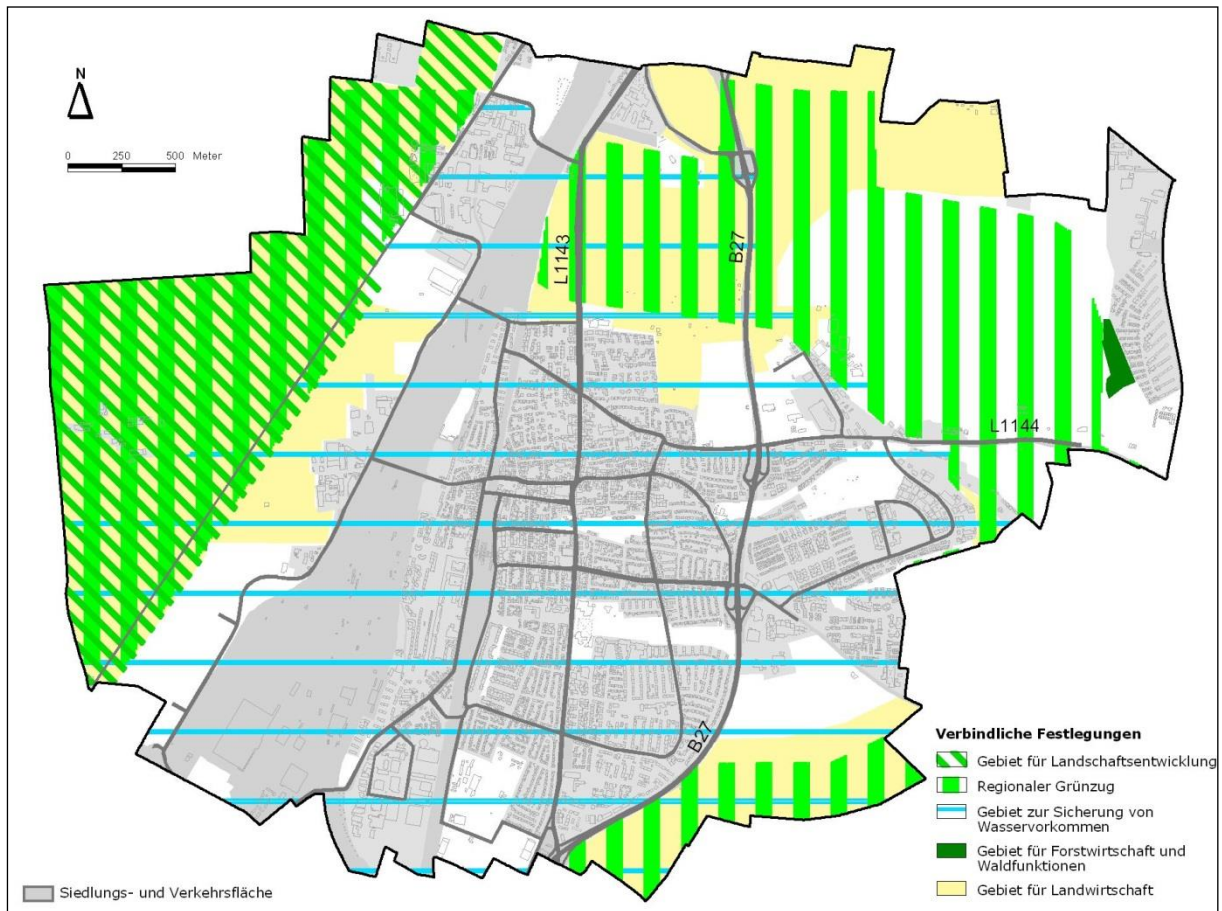 N
0 250 500 Meter
L1143
B27
L1144
B27
Verbindliche Festlegungen
Gebiet für Landschaftsentwicklung
Regionaler Grünzug
Gebiet zur Sicherung von
Wasservorkommen
Gebiet für Forstwirtschaft und
Waldfunktionen
Gebiet für Landwirtschaft
Siedlungs- und Verkehrsfläche